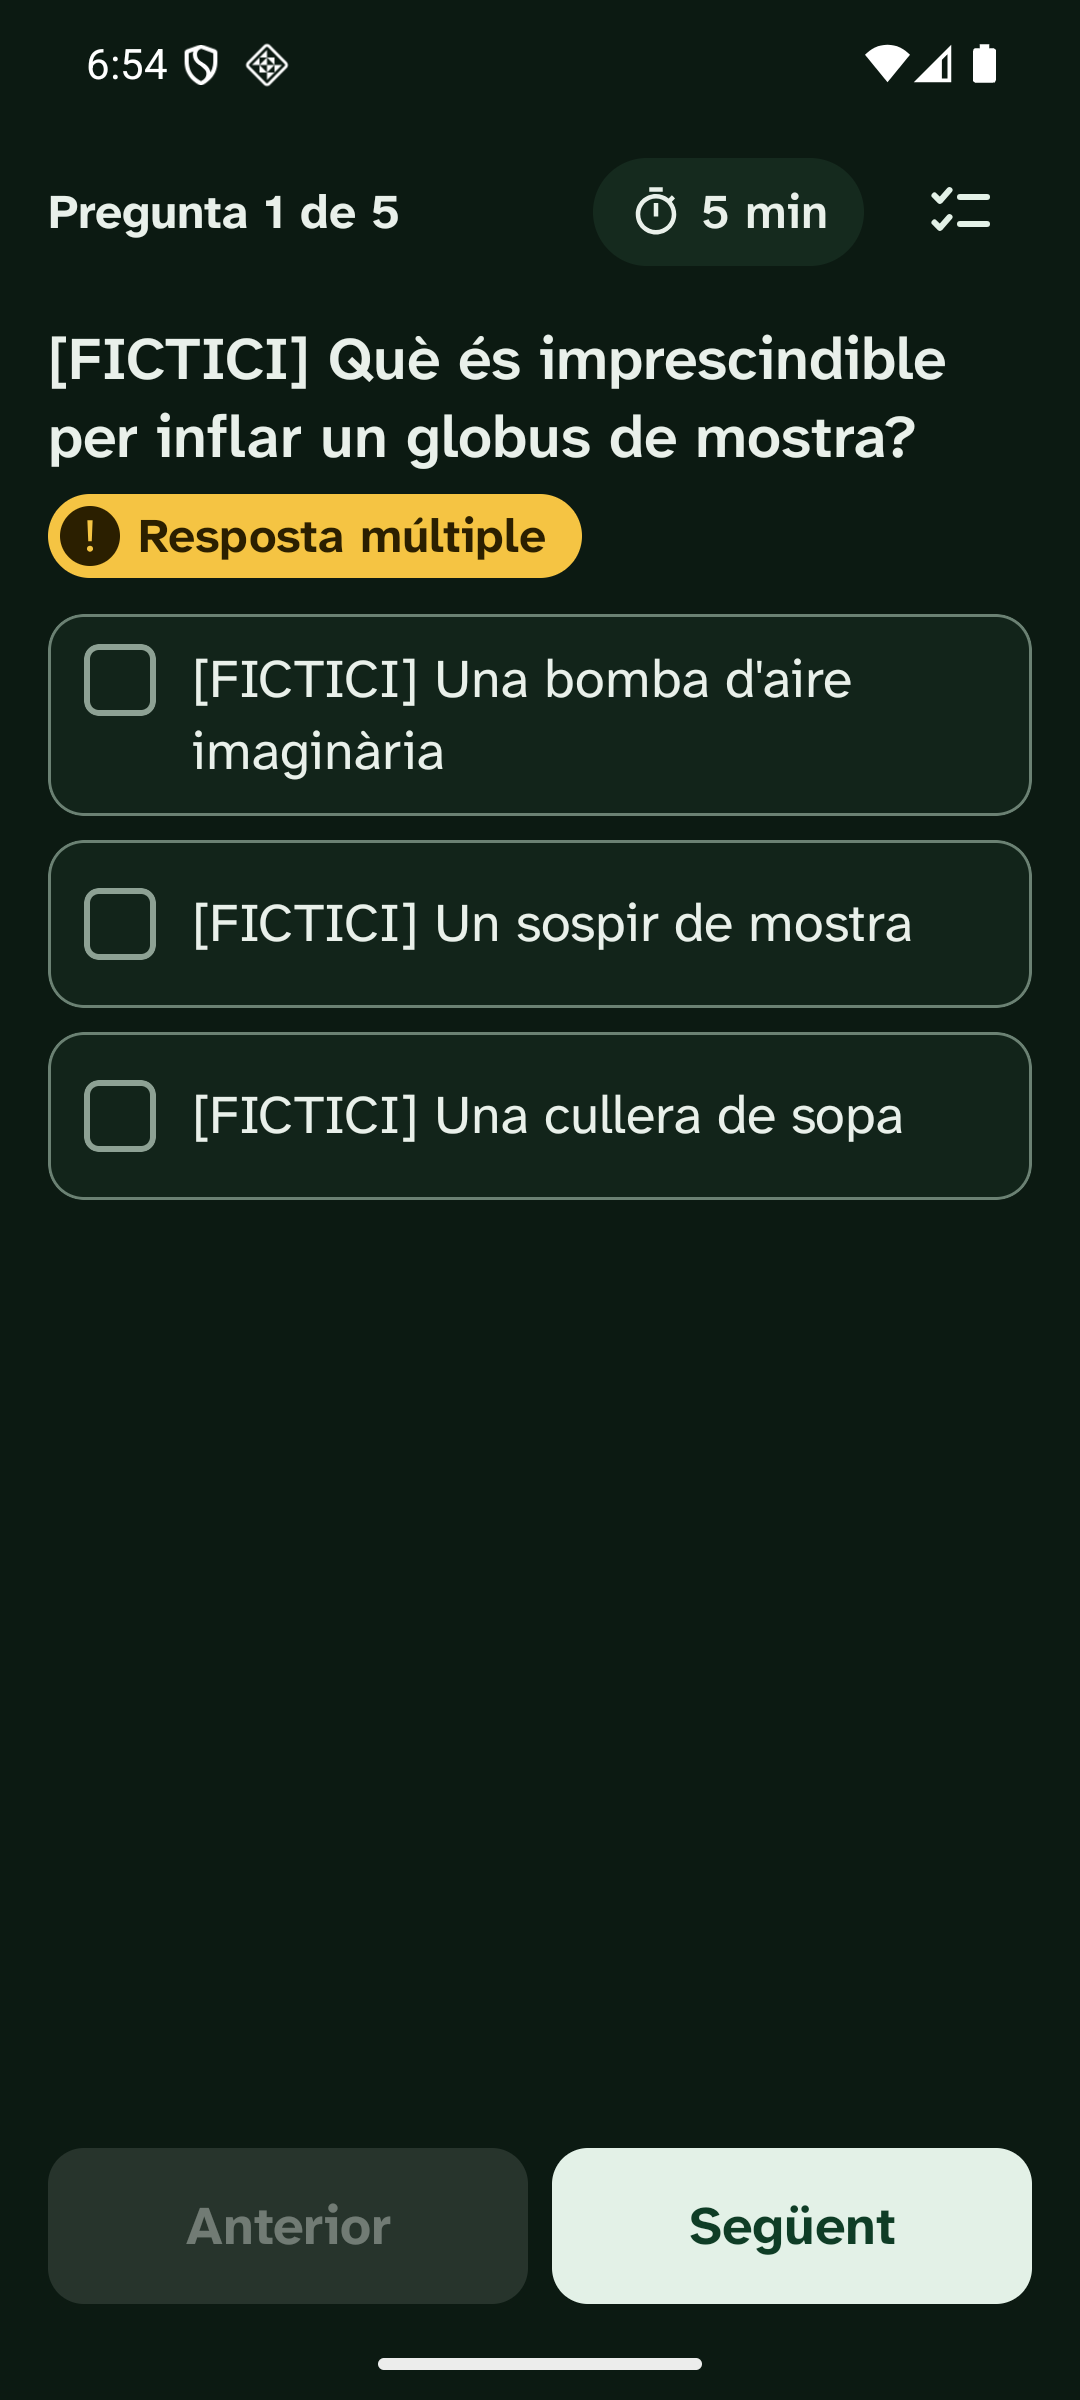 6:54
Pregunta 1 de 5
5 min
[FICTICI] Què és imprescindible
per inflar un globus de mostra?
! Resposta múltiple
[FICTICI] Una bomba d'aire
imaginària
[FICTICI] Un sospir de mostra
[FICTICI] Una cullera de sopa
Anterior
Següent